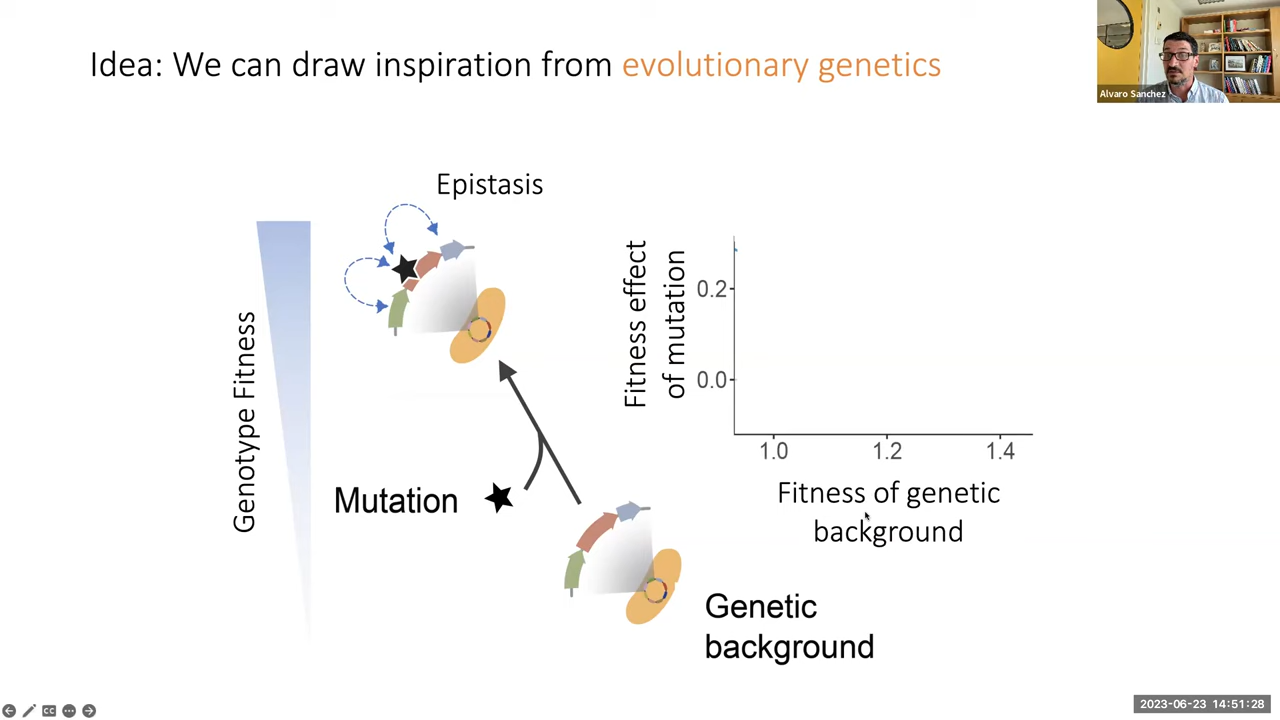 Idea: We can draw inspiration from evolutionary genetics
Alvaro Sanchez
Epistasis
Genotype Fitness
Mutation
Genetic
background
Fitness effect
of mutation
0.2
0.0
1.0 1.2 1.4
Fitness of genetic
background
CC
2023-06-23 14:51:28